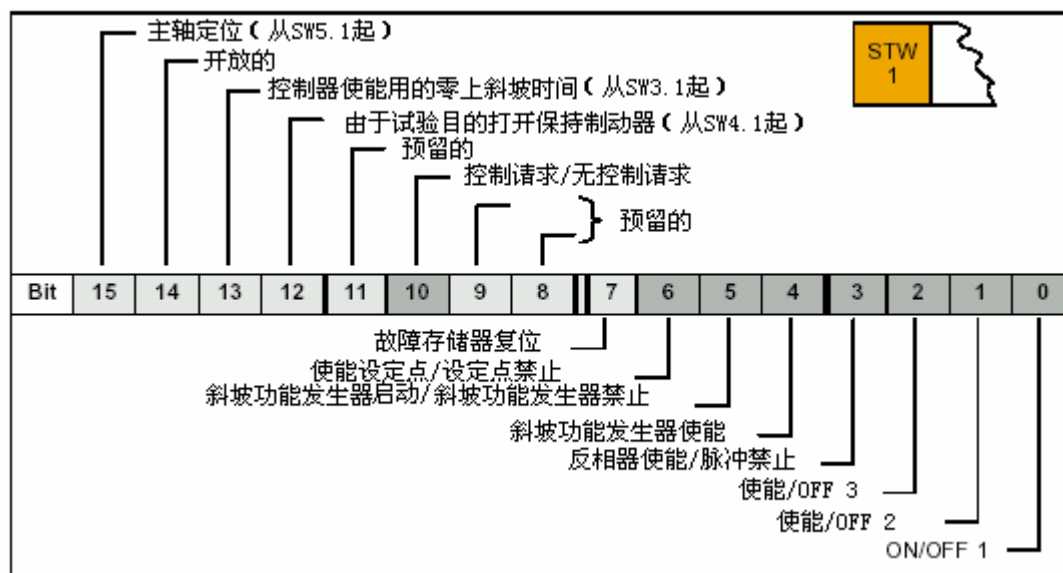 主轴定位（从SW5.1起）
STW
1
开放的
控制器使能用的零上斜坡时间（从SW3.1起）
由于试验目的打开保持制动器（从SW4.1起）
预留的
控制请求/无控制请求
预留的
Bit 15 14 13 12 11 10 9 8 7 6 5 4 3 2 1 0
故障存储器复位
使能设定点/设定点禁止
斜坡功能发生器启动/斜坡功能发生器禁止
斜坡功能发生器使能
反相器使能/脉冲禁止
使能/OFF 3
使能/OFF 2
ON/OFF 1